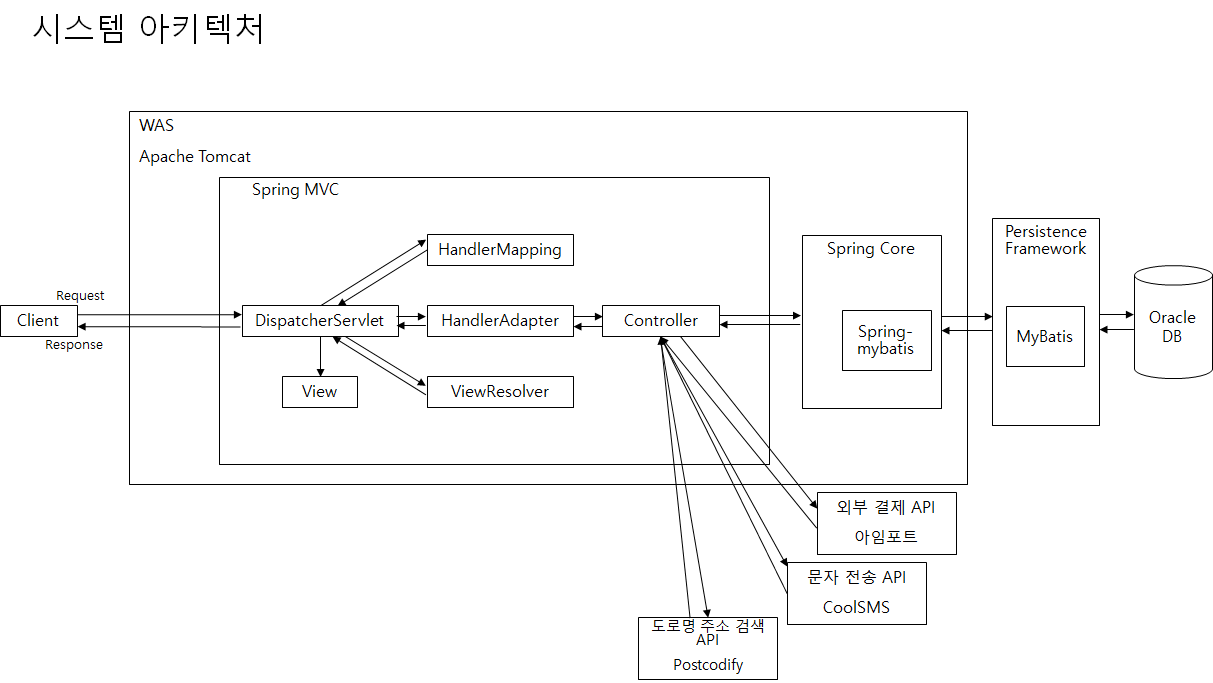 시스템 아키텍처
WAS
Apache Tomcat
Spring MVC
HandlerMapping
Request
Client
Response
DispatcherServlet
HandlerAdapter
Controller
View
ViewResolver
Spring Core
Spring-
mybatis
Persistence
Framework
MyBatis
Oracle
DB
외부 결제 API
아임포트
문자 전송 API
CoolSMS
도로명 주소 검색
API
Postcodify